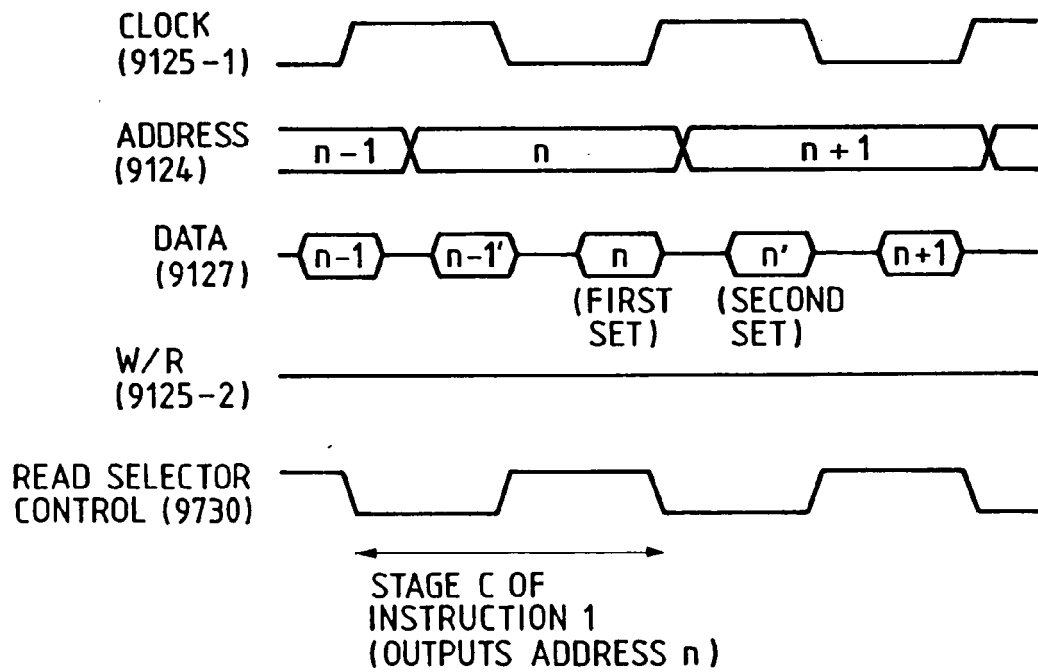 CLOCK
(9125-1)
ADDRESS
(9124)
n-1
n
n+1
DATA
(9127)
n-1
n-1'
n
n'
n+1
(FIRST
SET)
(SECOND
SET)
W/R
(9125-2)
READ SELECTOR
CONTROL (9730)
STAGE C OF
INSTRUCTION 1
(OUTPUTS ADDRESS n)